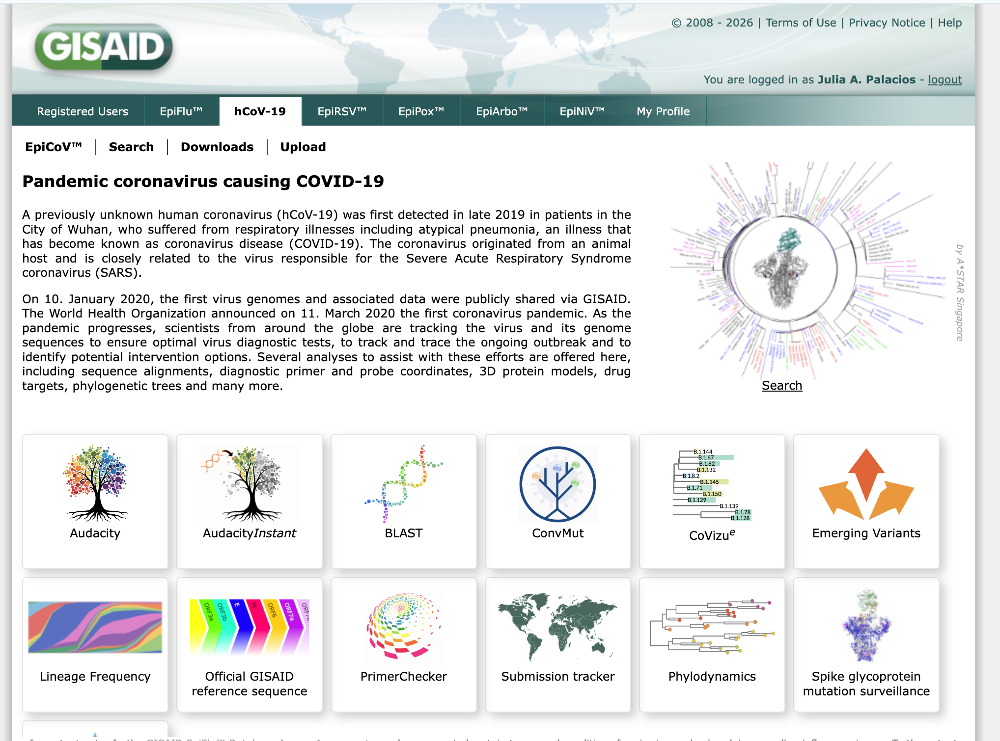 © 2008 - 2026 | Terms of Use | Privacy Notice | Help
GISAID
You are logged in as Julia A. Palacios - logout
Registered Users EpiFlu™ hCoV-19 EpiRSV™ EpiPox™ EpiArbo™ EpiNiV™ My Profile
EpiCoV™ Search Downloads Upload
Pandemic coronavirus causing COVID-19
A previously unknown human coronavirus (hCoV-19) was first detected in late 2019 in patients in the
City of Wuhan, who suffered from respiratory illnesses including atypical pneumonia, an illness that
has become known as coronavirus disease (COVID-19). The coronavirus originated from an animal
host and is closely related to the virus responsible for the Severe Acute Respiratory Syndrome
coronavirus (SARS).
On 10. January 2020, the first virus genomes and associated data were publicly shared via GISAID.
The World Health Organization announced on 11. March 2020 the first coronavirus pandemic. As the
pandemic progresses, scientists from around the globe are tracking the virus and its genome
sequences to ensure optimal virus diagnostic tests, to track and trace the ongoing outbreak and to
identify potential intervention options. Several analyses to assist with these efforts are offered here,
including sequence alignments, diagnostic primer and probe coordinates, 3D protein models, drug
targets, phylogenetic trees and many more.
by A*STAR Singapore
Search
Audacity
AudacityInstant
BLAST
ConvMut
B.1.144
B.1.67
B.1.82
B.1.132
B.1.8.2
B.1.145
B.1.71
B.1.150
B.1.129
B.1.139
B.1.78
B.1.128
CoVizu^e
Emerging Variants
Lineage Frequency
ORF3a ORF3b E M ORF6 ORF7a
Official GISAID
reference sequence
PrimerChecker
Submission tracker
Phylodynamics
Spike glycoprotein
mutation surveillance